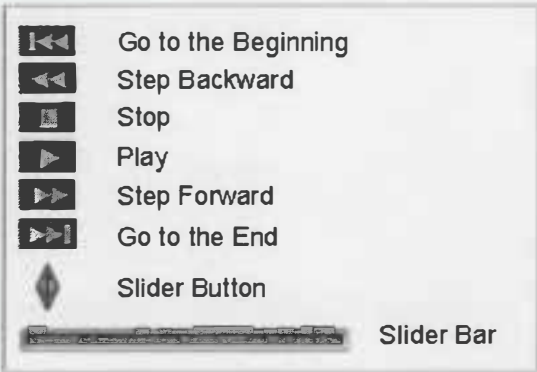 Go to the Beginning
Step Backward
Stop
Play
Step Forward
Go to the End
Slider Button
Slider Bar